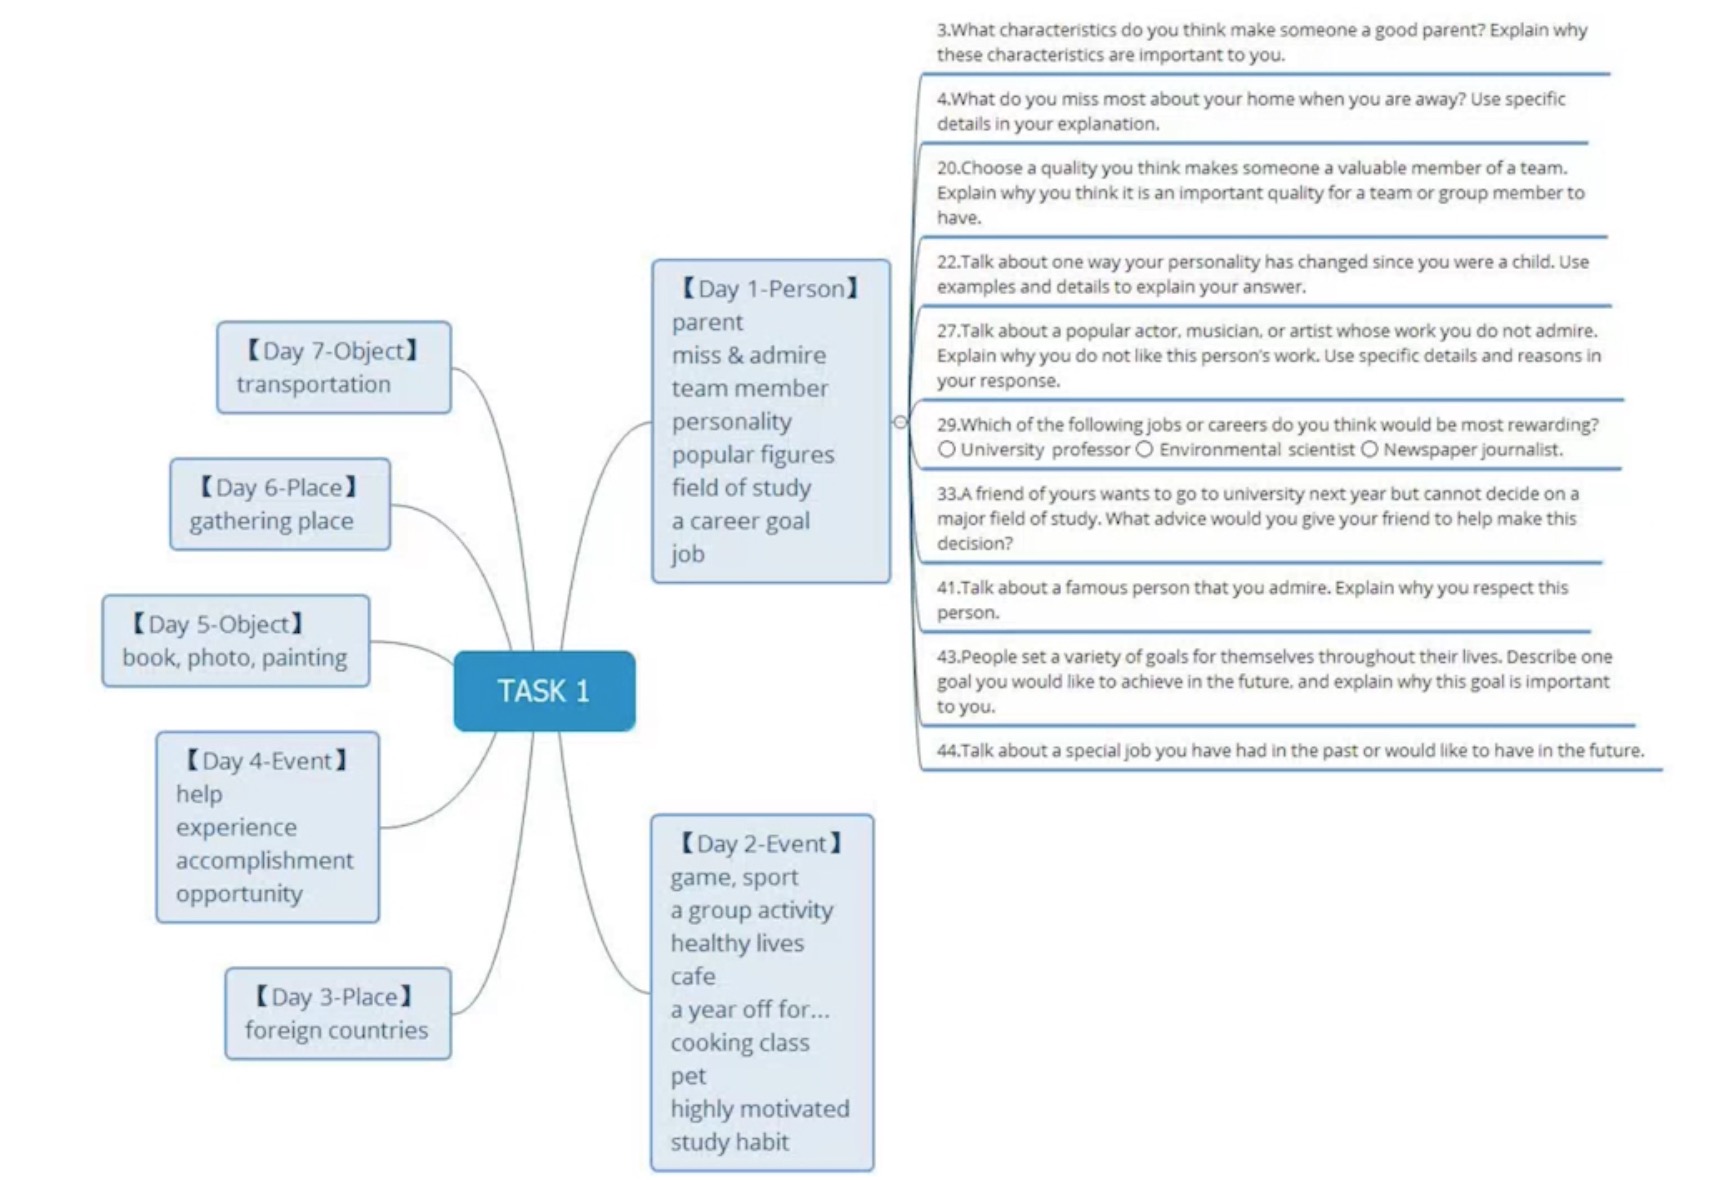 3.What characteristics do you think make someone a good parent? Explain why
these characteristics are important to you.
4.What do you miss most about your home when you are away? Use specific
details in your explanation.
20.Choose a quality you think makes someone a valuable member of a team.
Explain why you think it is an important quality for a team or group member to
have.
22.Talk about one way your personality has changed since you were a child. Use
examples and details to explain your answer.
27.Talk about a popular actor, musician, or artist whose work you do not admire.
Explain why you do not like this person's work. Use specific details and reasons in
your response.
29.Which of the following jobs or careers do you think would be most rewarding?
○ University professor ○ Environmental scientist ○ Newspaper journalist.
33.A friend of yours wants to go to university next year but cannot decide on a
major field of study. What advice would you give your friend to help make this
decision?
41.Talk about a famous person that you admire. Explain why you respect this
person.
43.People set a variety of goals for themselves throughout their lives. Describe one
goal you would like to achieve in the future, and explain why this goal is important
to you.
44.Talk about a special job you have had in the past or would like to have in the future.
【Day 1-Person】
parent
miss & admire
team member
personality
popular figures
field of study
a career goal
job
【Day 7-Object】
transportation
【Day 6-Place】
gathering place
【Day 5-Object】
book, photo, painting
TASK 1
【Day 4-Event】
help
experience
accomplishment
opportunity
【Day 3-Place】
foreign countries
【Day 2-Event】
game, sport
a group activity
healthy lives
cafe
a year off for...
cooking class
pet
highly motivated
study habit